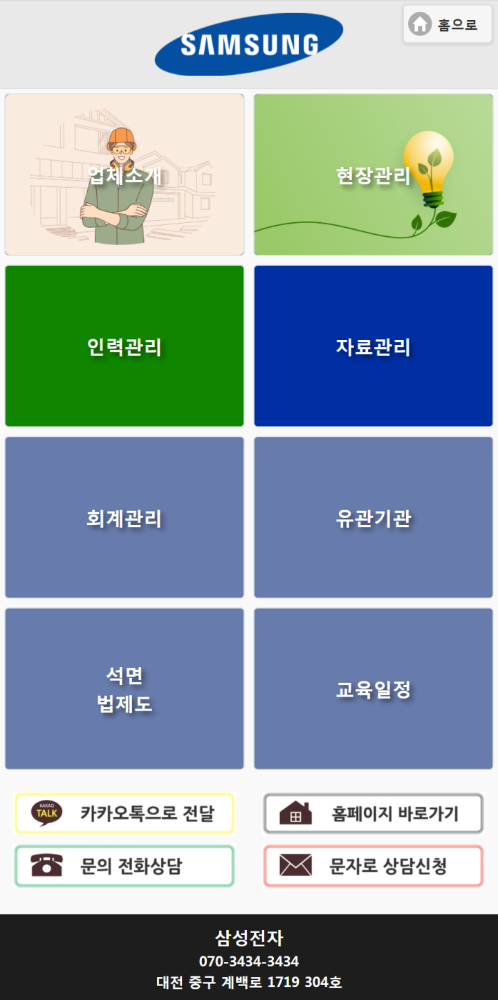 SAMSUNG
홈으로
업체소개
현장관리
인력관리
자료관리
회계관리
유관기관
석면
법제도
교육일정
KAKAO
TALK
카카오톡으로 전달
홈페이지 바로가기
문의 전화상담
문자로 상담신청
삼성전자
070-3434-3434
대전 중구 계백로 1719 304호